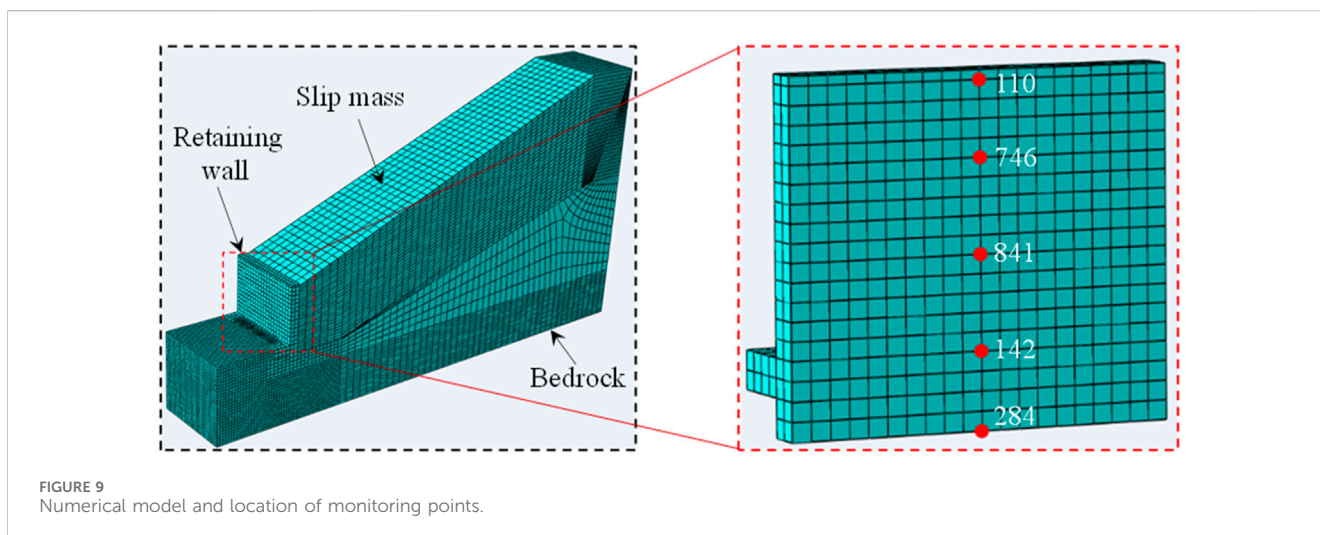 Slip mass
Retaining
wall
Bedrock
110
746
841
142
284
FIGURE 9
Numerical model and location of monitoring points.